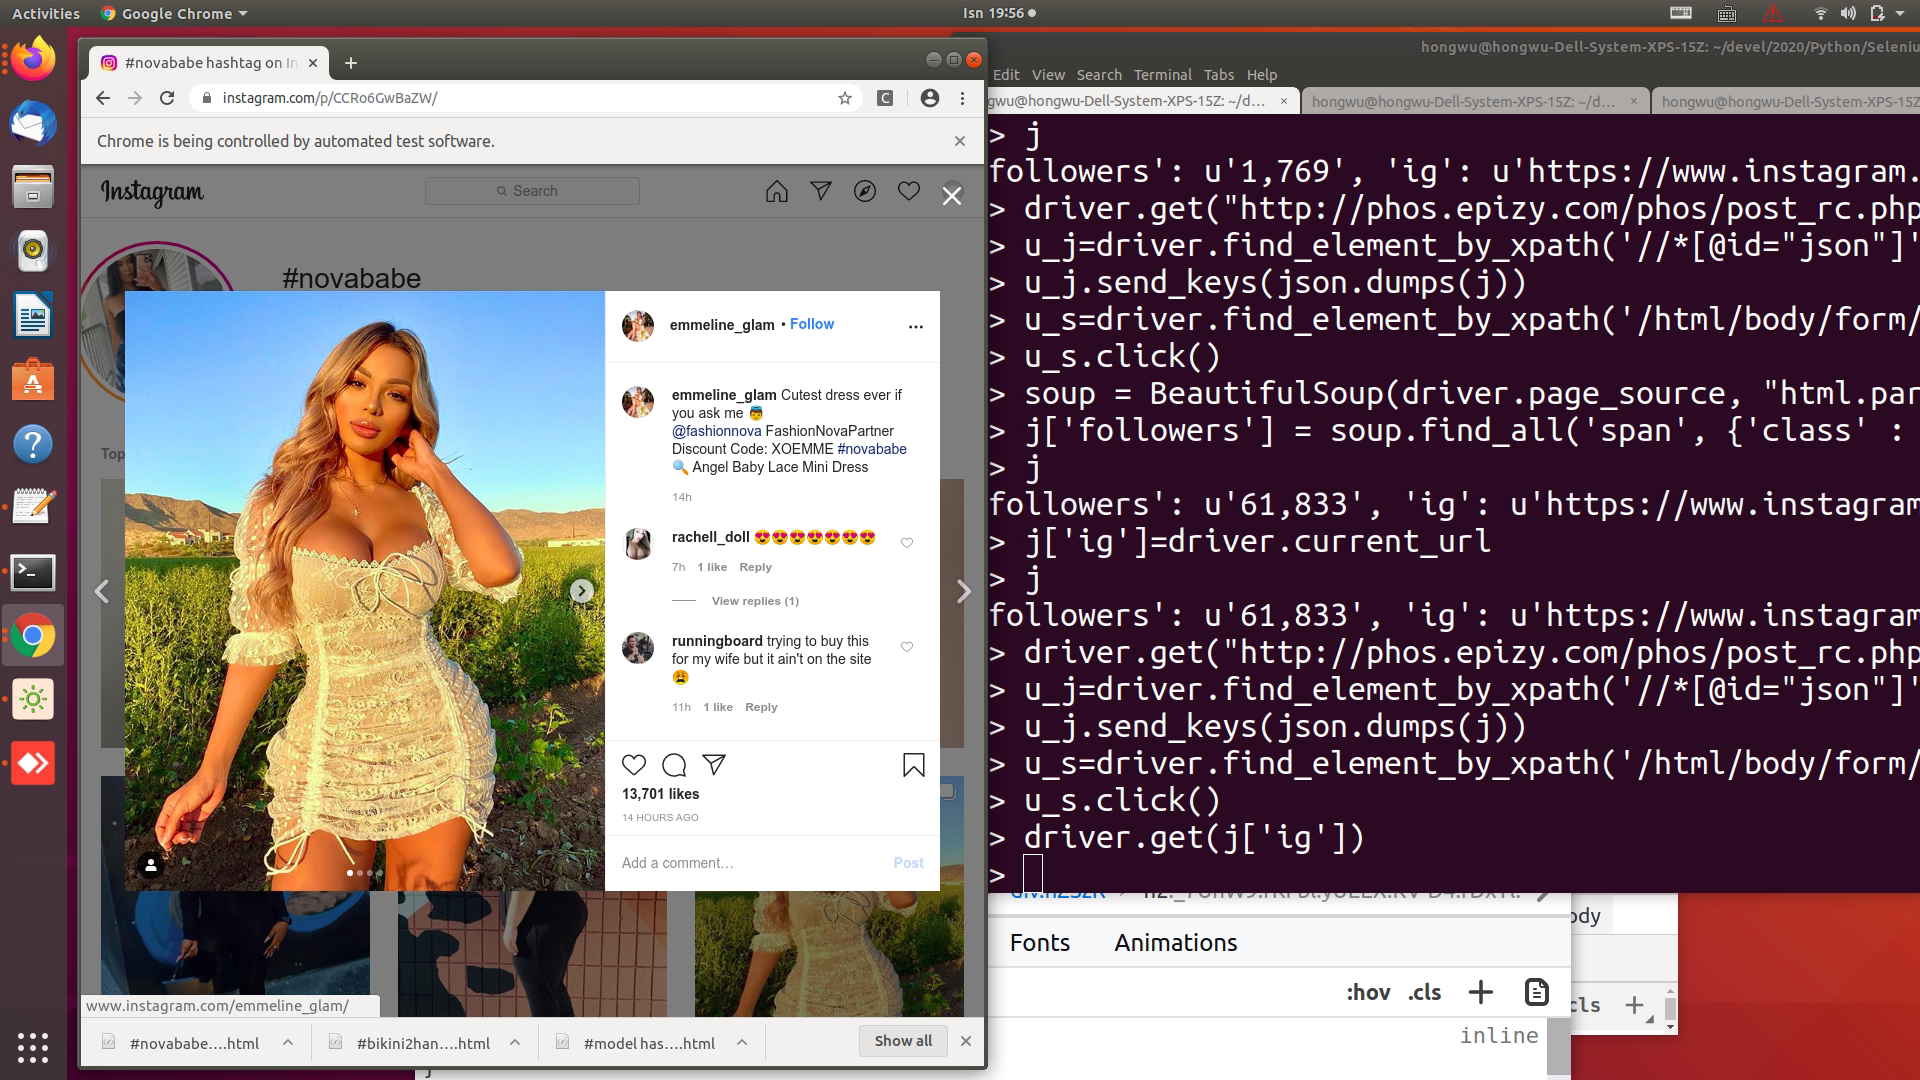 Activities
Google Chrome
Isn 19:56
#novababe hashtag on In
instagram.com/p/CCRo6GwBaZW/
Chrome is being controlled by automated test software.
Instagram
Search
#novababe
Top
emmeline_glam • Follow
emmeline_glam Cutest dress ever if
you ask me
@fashionnova FashionNovaPartner
Discount Code: XOEMME #novababe
Angel Baby Lace Mini Dress
14h
rachell_doll
7h 1 like Reply
View replies (1)
runningboard trying to buy this
for my wife but it ain't on the site
11h 1 like Reply
13,701 likes
14 HOURS AGO
Add a comment… Post
www.instagram.com/emmeline_glam/
#novababe....html
#bikini2han....html
#model has....html
Show all
hongwu@hongwu-Dell-System-XPS-15Z: ~/devel/2020/Python/Seleniu
Edit View Search Terminal Tabs Help
gwu@hongwu-Dell-System-XPS-15Z: ~/d... ×
hongwu@hongwu-Dell-System-XPS-15Z: ~/d... ×
hongwu@hongwu-Dell-System-XPS-15Z
> j
followers': u'1,769', 'ig': u'https://www.instagram.
> driver.get("http://phos.epizy.com/phos/post_rc.php
> u_j=driver.find_element_by_xpath('//*[@id="json"]'
> u_j.send_keys(json.dumps(j))
> u_s=driver.find_element_by_xpath('/html/body/form/
> u_s.click()
> soup = BeautifulSoup(driver.page_source, "html.par
> j['followers'] = soup.find_all('span', {'class' :
> j
followers': u'61,833', 'ig': u'https://www.instagram
> j['ig']=driver.current_url
> j
followers': u'61,833', 'ig': u'https://www.instagram
> driver.get("http://phos.epizy.com/phos/post_rc.php
> u_j=driver.find_element_by_xpath('//*[@id="json"]'
> u_j.send_keys(json.dumps(j))
> u_s=driver.find_element_by_xpath('/html/body/form/
> u_s.click()
> driver.get(j['ig'])
>
ody
Fonts Animations
:hov .cls +
cls +
inline